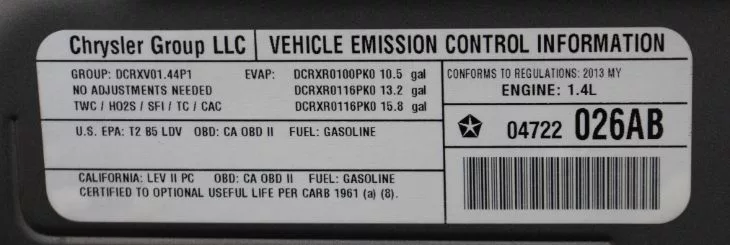 Chrysler Group LLC VEHICLE EMISSION CONTROL INFORMATION
GROUP: DCRXV01.44P1 EVAP: DCRXR0100PK0 10.5 gal
NO ADJUSTMENTS NEEDED DCRXR0116PK0 13.2 gal
TWC / HO2S / SFI / TC / CAC DCRXR0116PK0 15.8 gal
CONFORMS TO REGULATIONS: 2013 MY
ENGINE: 1.4L
U.S. EPA: T2 B5 LDV OBD: CA OBD II FUEL: GASOLINE
04722 026AB
CALIFORNIA: LEV II PC OBD: CA OBD II FUEL: GASOLINE
CERTIFIED TO OPTIONAL USEFUL LIFE PER CARB 1961 (a) (8).